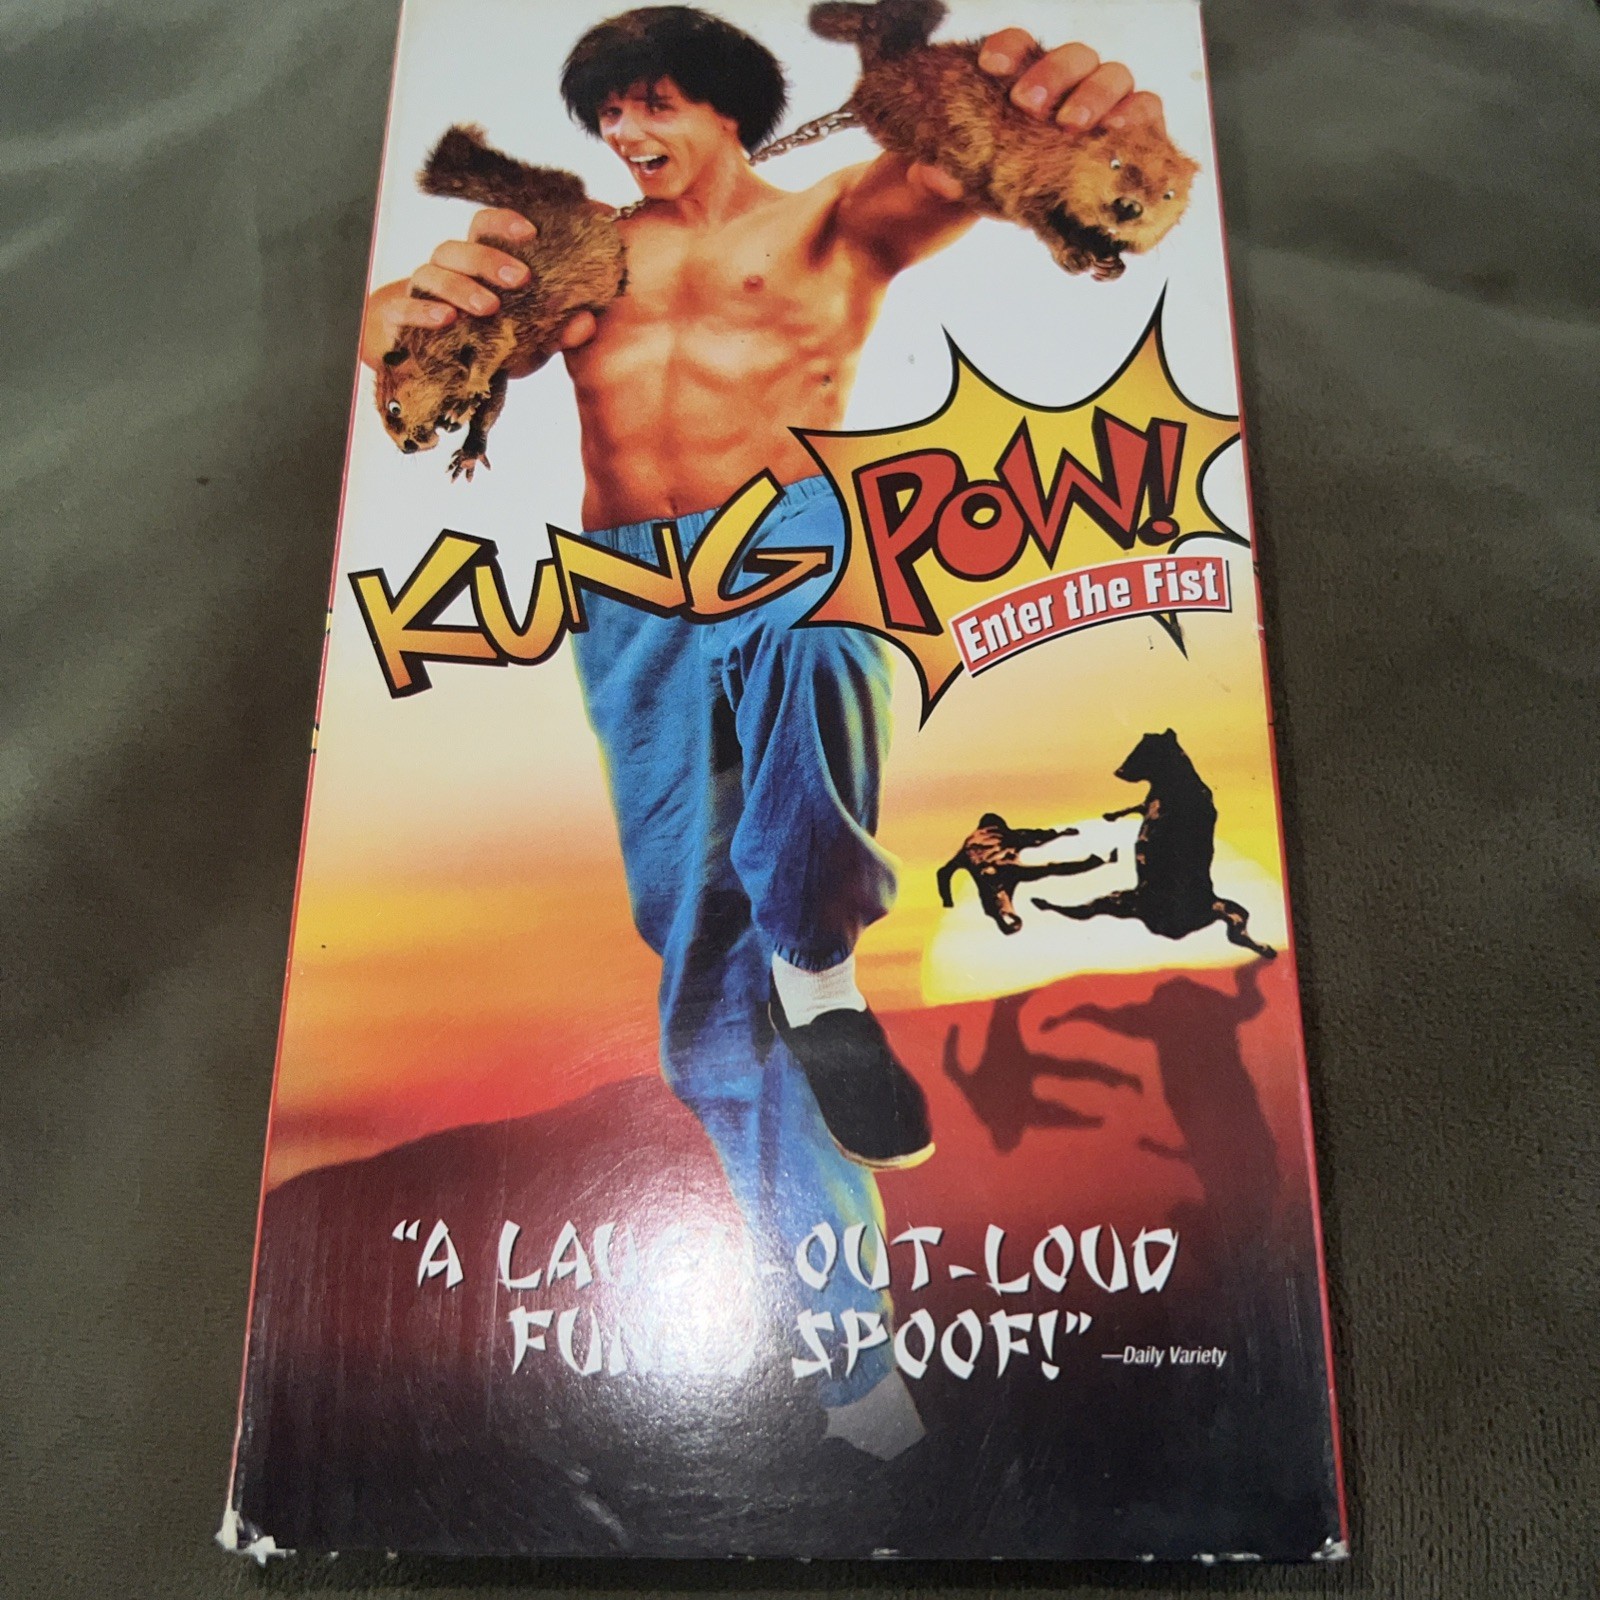 KUNG POW!
Enter the Fist
“A LAUGH-OUT-LOUD
FUNNY SPOOF!” —Daily Variety